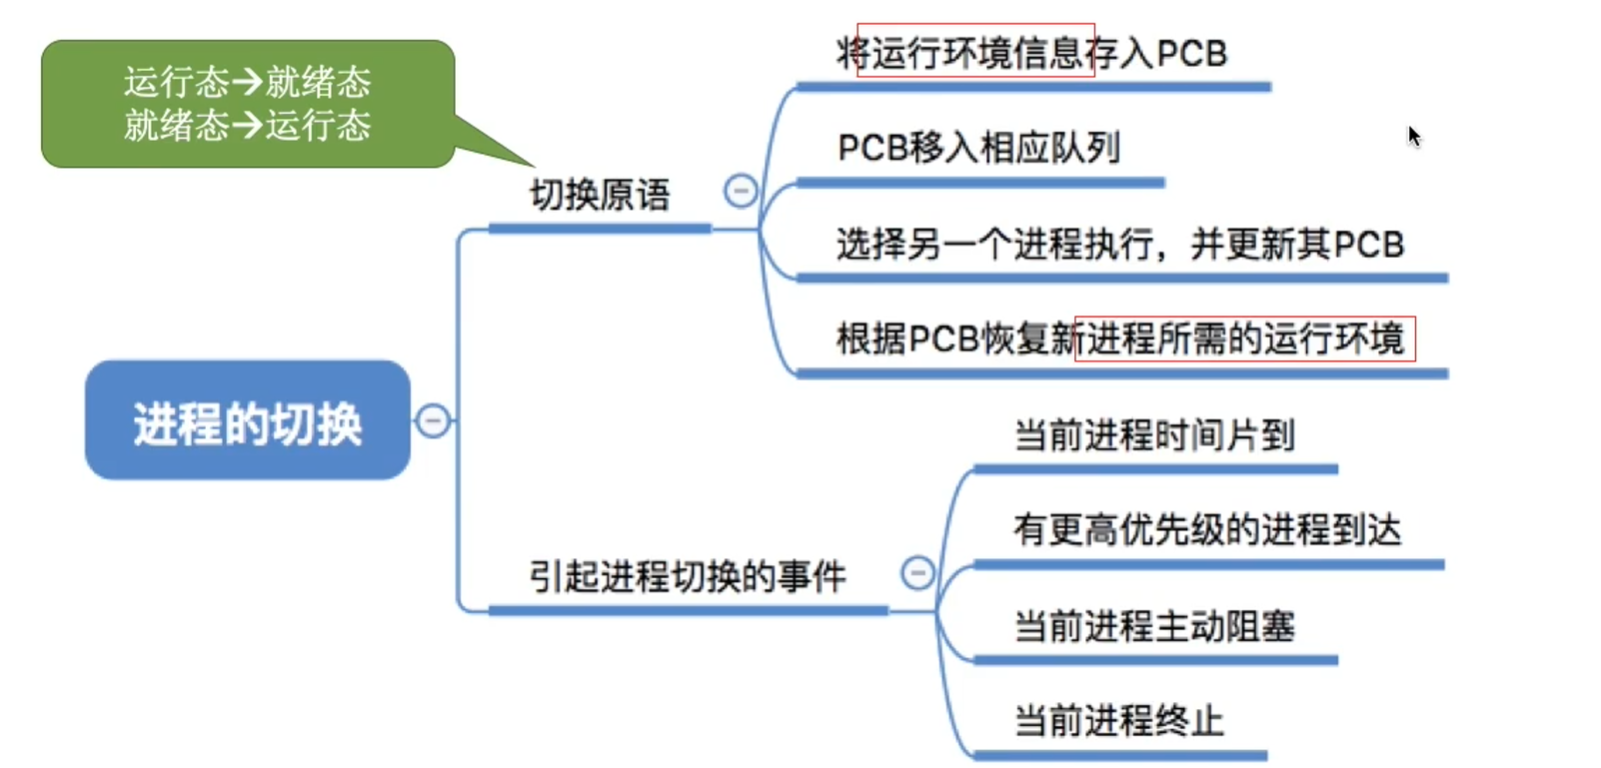 运行态→就绪态
就绪态→运行态
将运行环境信息存入PCB
PCB移入相应队列
切换原语
选择另一个进程执行，并更新其PCB
根据PCB恢复新进程所需的运行环境
进程的切换
当前进程时间片到
有更高优先级的进程到达
引起进程切换的事件
当前进程主动阻塞
当前进程终止